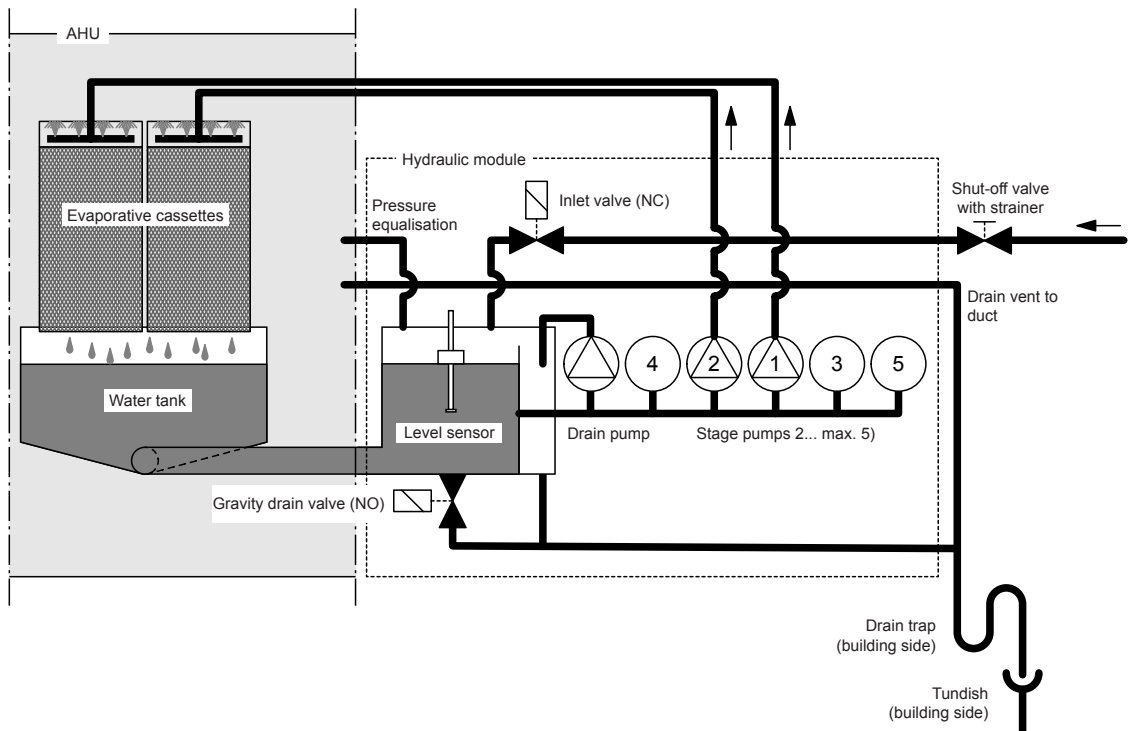 AHU
Hydraulic module
Evaporative cassettes
Pressure
equalisation
Inlet valve (NC)
Shut-off valve
with strainer
Drain vent to
duct
4
2
1
3
5
Water tank
Level sensor
Drain pump
Stage pumps 2... max. 5)
Gravity drain valve (NO)
Drain trap
(building side)
Tundish
(building side)